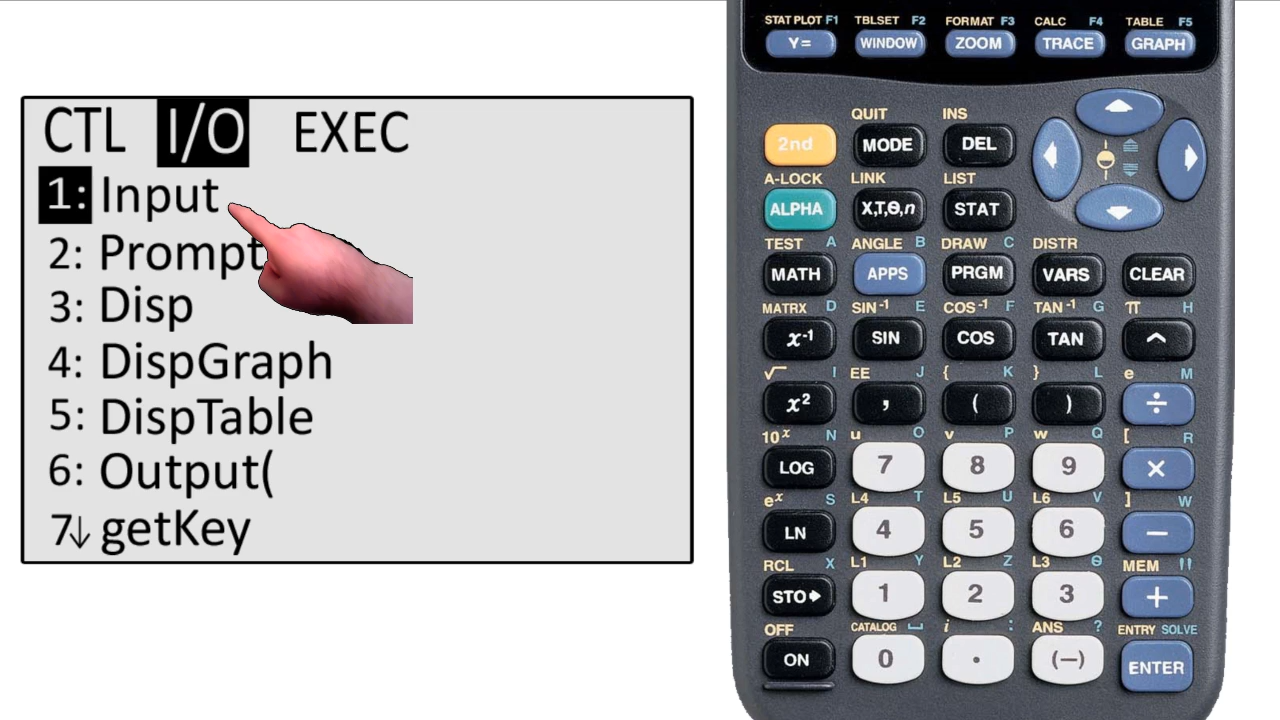 CTL I/O EXEC
1: Input
2: Prompt
3: Disp
4: DispGraph
5: DispTable
6: Output(
7↓ getKey
STAT PLOT F1 TBLSET F2 FORMAT F3 CALC F4 TABLE F5
Y= WINDOW ZOOM TRACE GRAPH
QUIT INS
2nd MODE DEL
A-LOCK LINK LIST
ALPHA X,T,Θ,n STAT
TEST A ANGLE B DRAW C DISTR
MATH APPS PRGM VARS CLEAR
MATRX D SIN⁻¹ E COS⁻¹ F TAN⁻¹ G π H
x⁻¹ SIN COS TAN ^
√ I EE J { K } L e M
x² , ( ) ÷
10ˣ N u O v P w Q [ R
LOG 7 8 9 ×
eˣ S L4 T L5 U L6 V ] W
LN 4 5 6 −
RCL X L1 Y L2 Z L3 Θ MEM "
STO▶ 1 2 3 +
OFF CATALOG ⎵ i : ANS ? ENTRY SOLVE
ON 0 . (−) ENTER